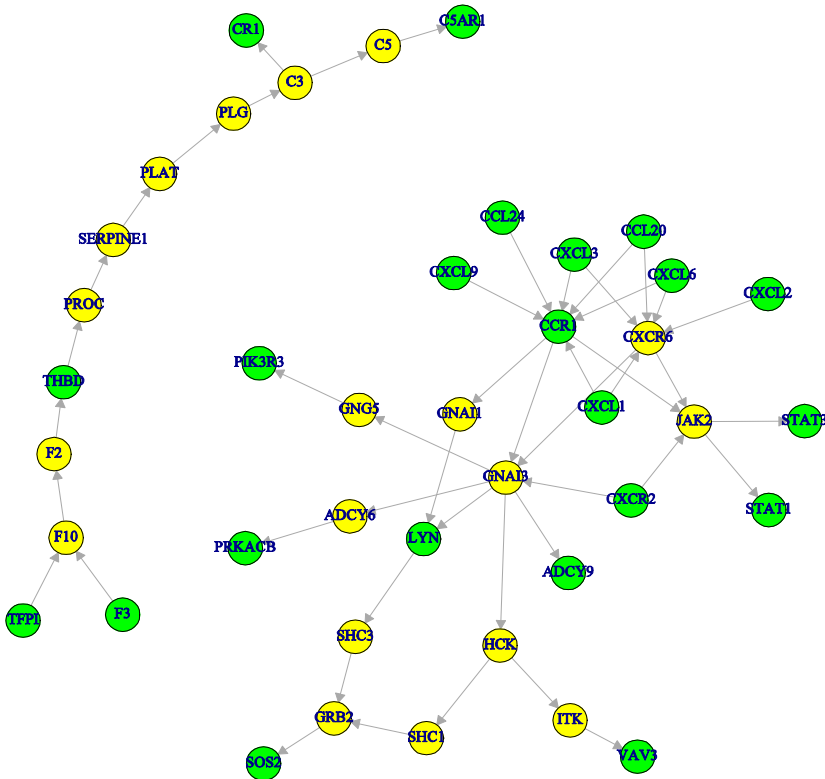 C5AR1
CR1
C5
C3
PLG
PLAT
CCL24
CCL20
SERPINE1
CXCL3
CXCL9
CXCL6
CXCL2
PROC
CCR1
CXCR6
PIK3R3
THBD
GNG5
CXCL1
GNAI1
JAK2
STAT3
F2
GNAI3
CXCR2
STAT1
ADCY6
F10
LYN
PRKACB
ADCY9
F3
TFPI
SHC3
HCK
GRB2
ITK
SHC1
VAV3
SOS2